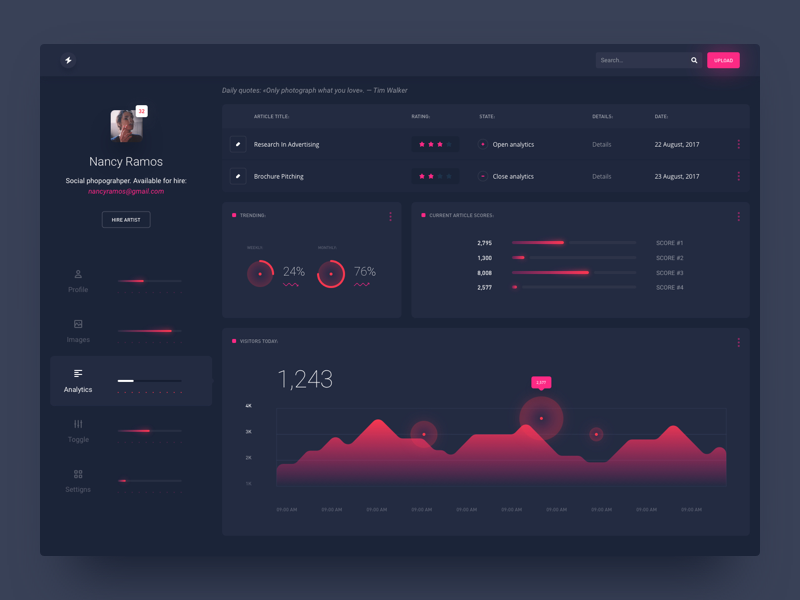 Search...
UPLOAD
Daily quotes: «Only photograph what you love». — Tim Walker
22
Nancy Ramos
Social popograhper. Available for hire:
nancyramos@gmail.com
HIRE ARTIST
Profile
Images
Analytics
Toggle
Settigns
ARTICLE TITLE: RATING: STATE: DETAILS: DATE:
Research In Advertising Open analytics Details 22 August, 2017
Brochure Pitching Close analytics Details 23 August, 2017
TRENDING:
WEEKLY MONTHLY
24% 76%
CURRENT ARTICLE SCORES:
2,795 SCORE #1
1,300 SCORE #2
8,008 SCORE #3
2,577 SCORE #4
VISITORS TODAY:
1,243
4K
3K
2K
1K
09:00 AM 09:00 AM 09:00 AM 09:00 AM 09:00 AM 09:00 AM 09:00 AM 09:00 AM 09:00 AM 09:00 AM